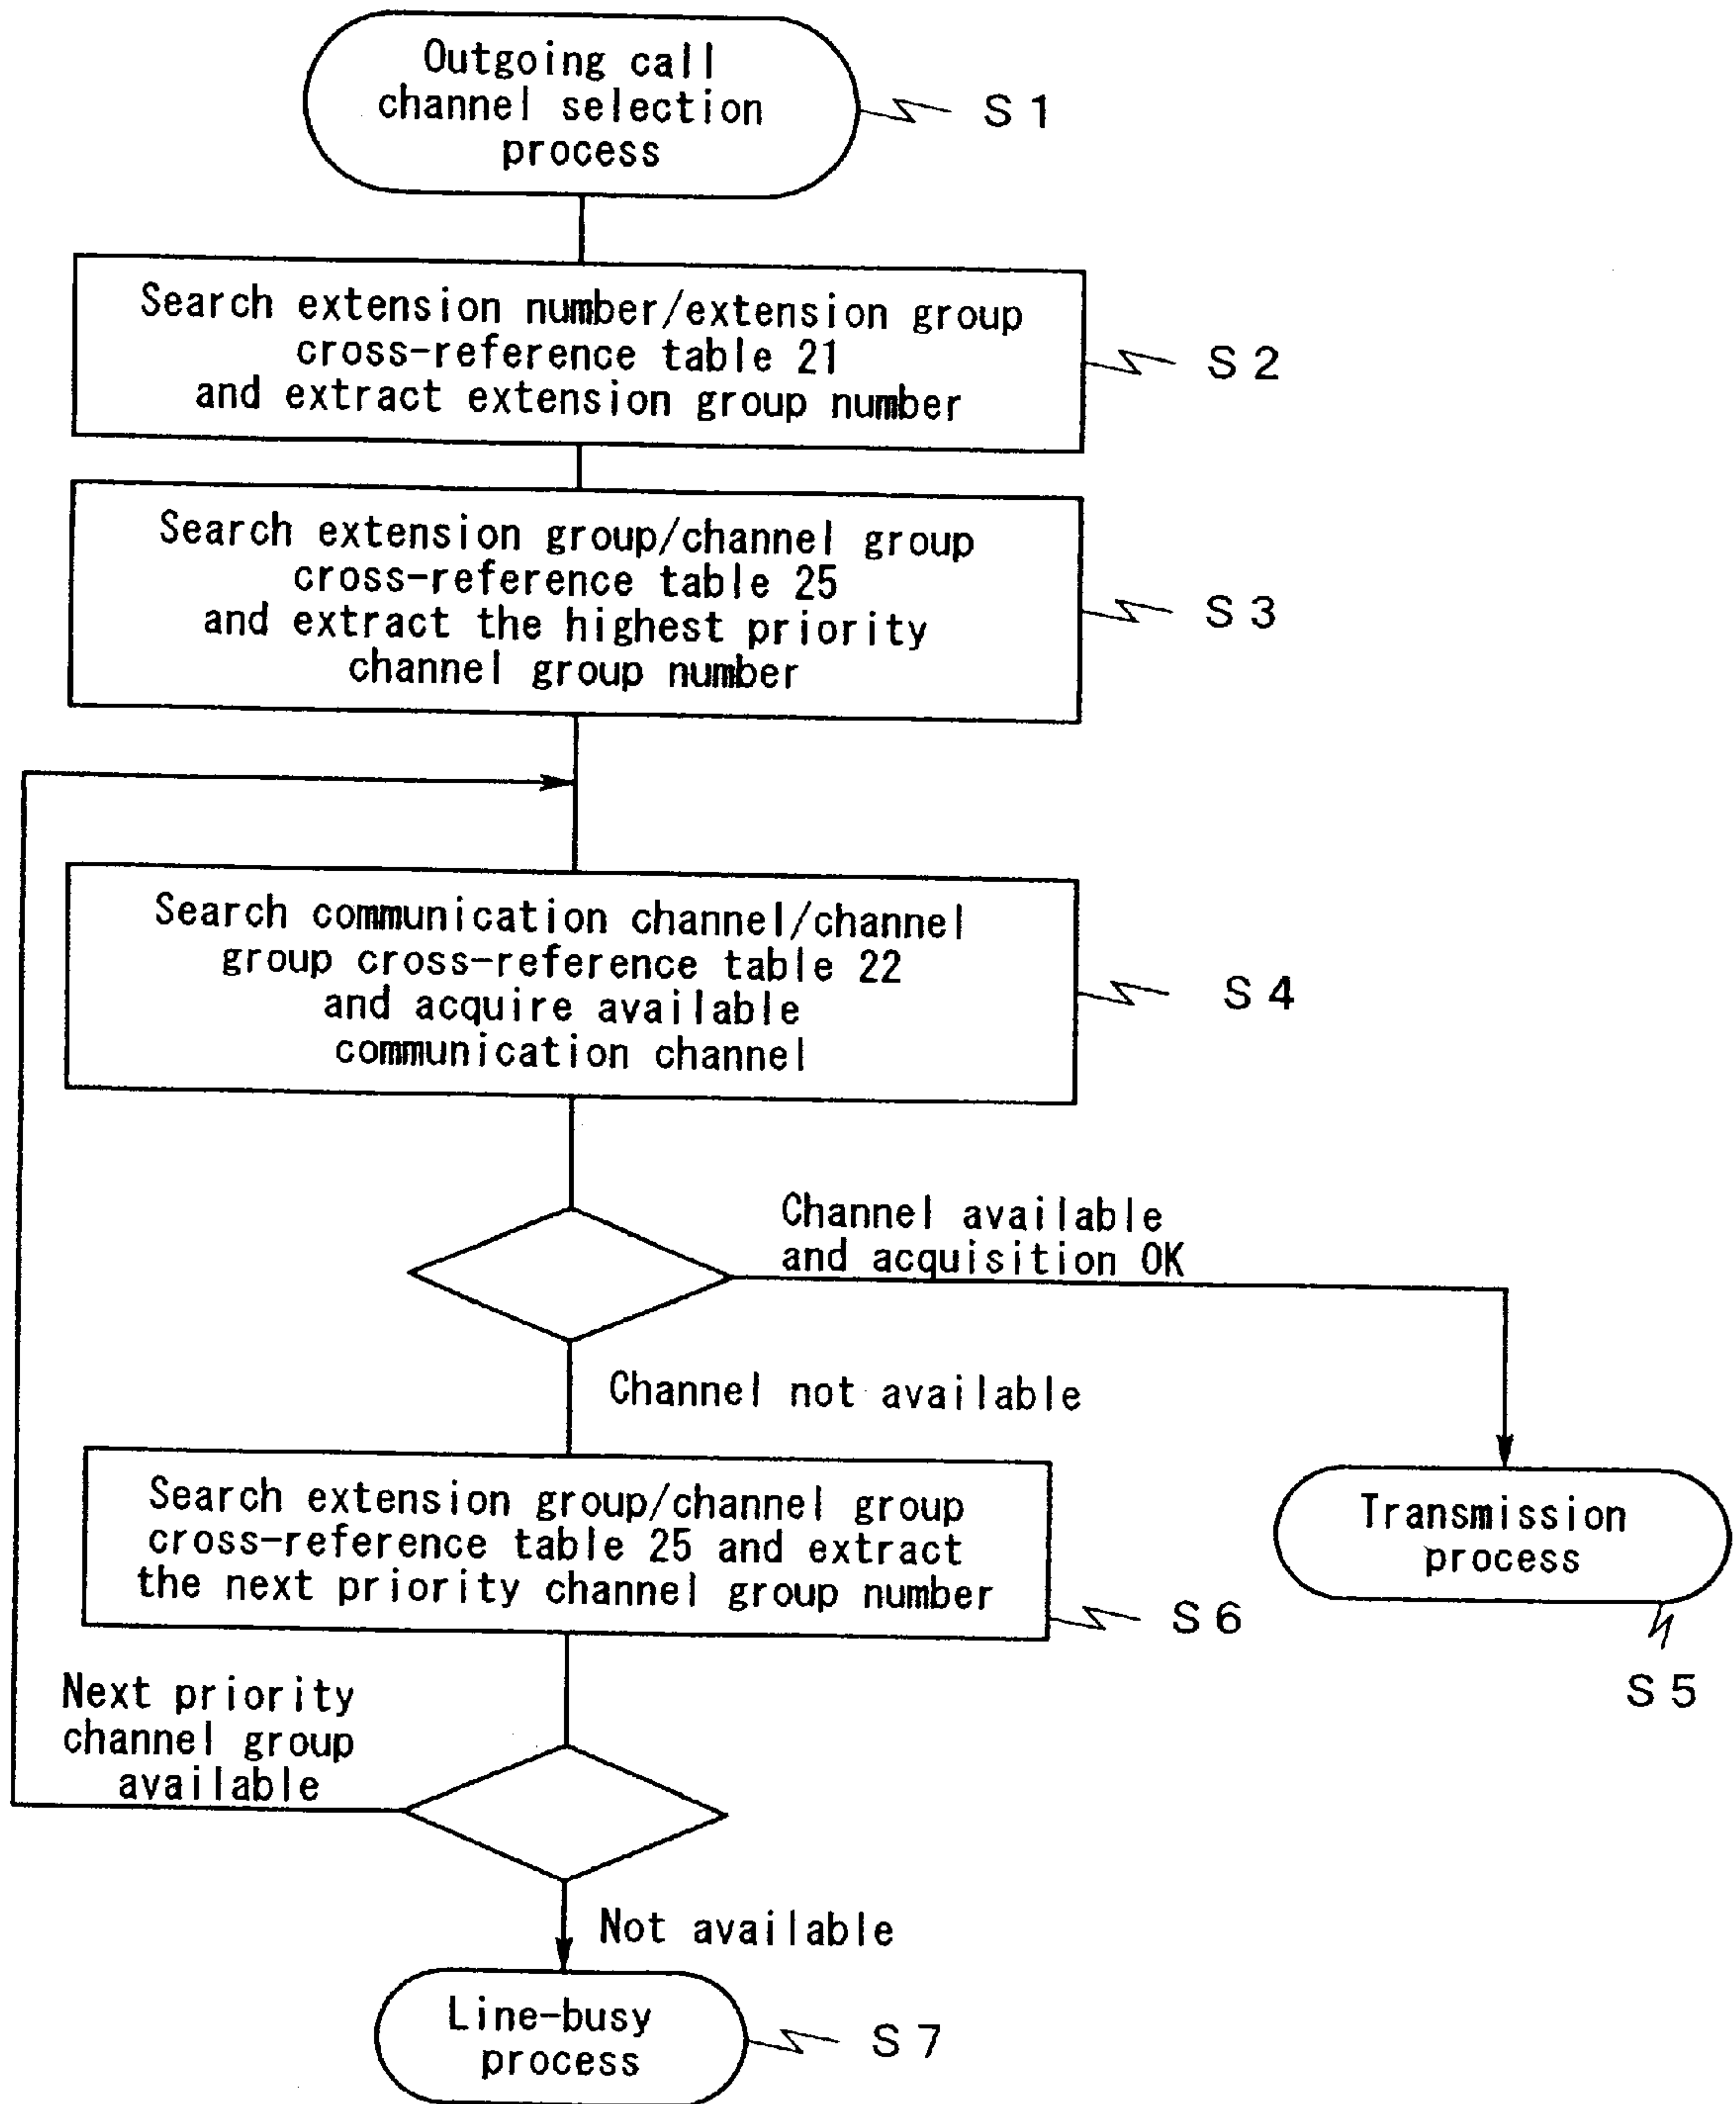 Outgoing call
channel selection
process
S1
Search extension number/extension group
cross-reference table 21
and extract extension group number
S2
Search extension group/channel group
cross-reference table 25
and extract the highest priority
channel group number
S3
Search communication channel/channel
group cross-reference table 22
and acquire available
communication channel
S4
Channel available
and acquisition OK
Channel not available
Search extension group/channel group
cross-reference table 25 and extract
the next priority channel group number
S6
Transmission
process
S5
Next priority
channel group
available
Not available
Line-busy
process
S7